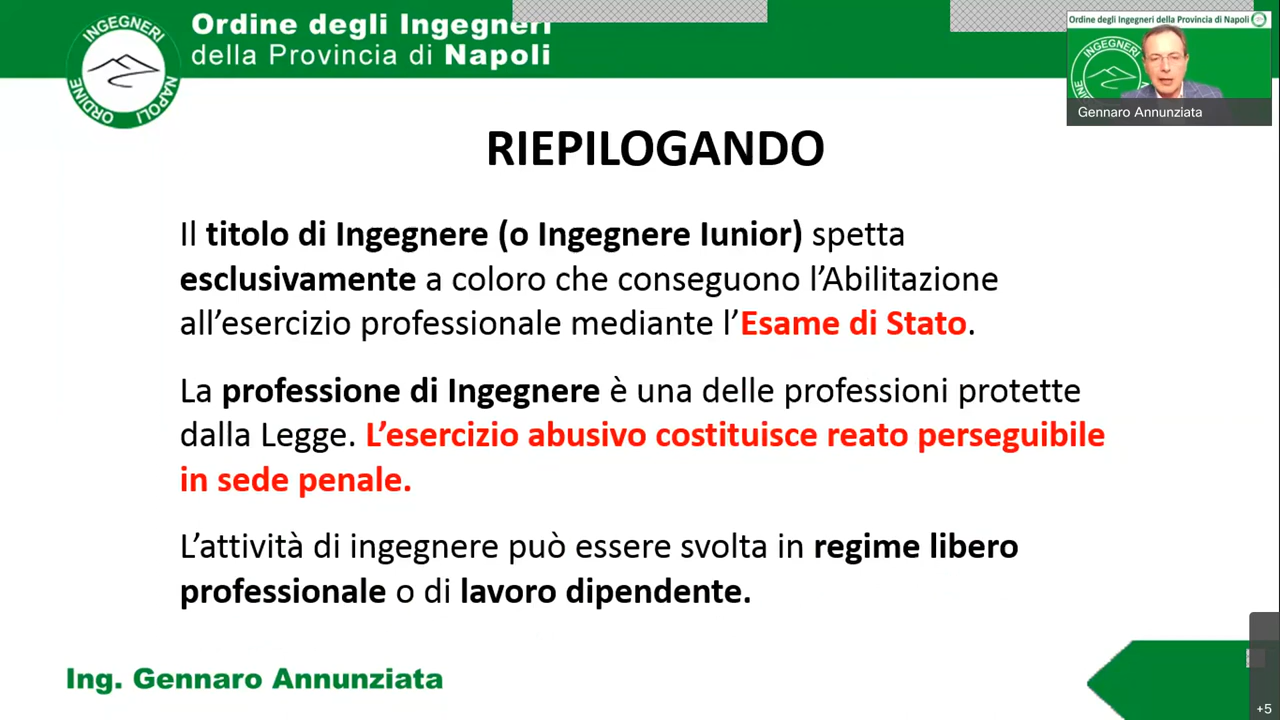 Ordine degli Ingegneri
della Provincia di Napoli
INGEGNERI
NAPOLI
ORDINE
Ordine degli Ingegneri della Provincia di Napoli
INGEGNERI
Gennaro Annunziata
RIEPILOGANDO
Il titolo di Ingegnere (o Ingegnere Iunior) spetta
esclusivamente a coloro che conseguono l’Abilitazione
all’esercizio professionale mediante l’Esame di Stato.
La professione di Ingegnere è una delle professioni protette
dalla Legge. L’esercizio abusivo costituisce reato perseguibile
in sede penale.
L’attività di ingegnere può essere svolta in regime libero
professionale o di lavoro dipendente.
Ing. Gennaro Annunziata
+5